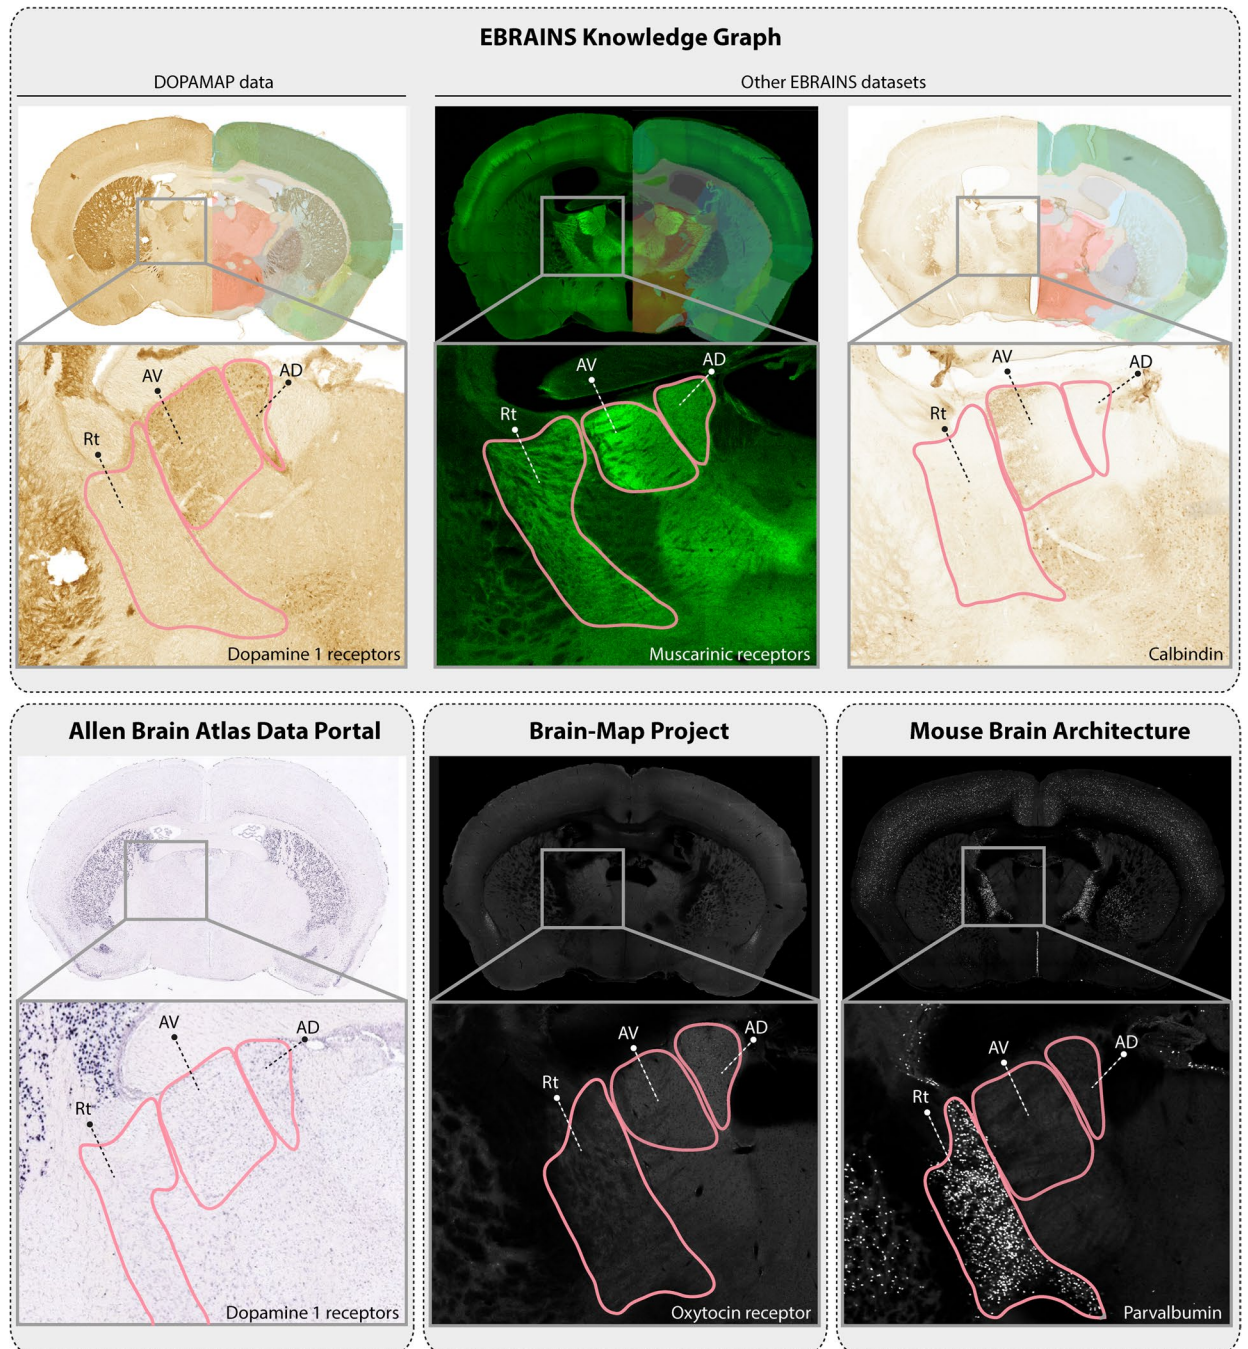 EBRAINS Knowledge Graph
DOPAMAP data
Other EBRAINS datasets
AV
AD
Rt
Dopamine 1 receptors
AV
AD
Rt
Muscarinic receptors
AV
AD
Rt
Calbindin
Allen Brain Atlas Data Portal
Brain-Map Project
Mouse Brain Architecture
AV
AD
Rt
Dopamine 1 receptors
AV
AD
Rt
Oxytocin receptor
AV
AD
Rt
Parvalbumin